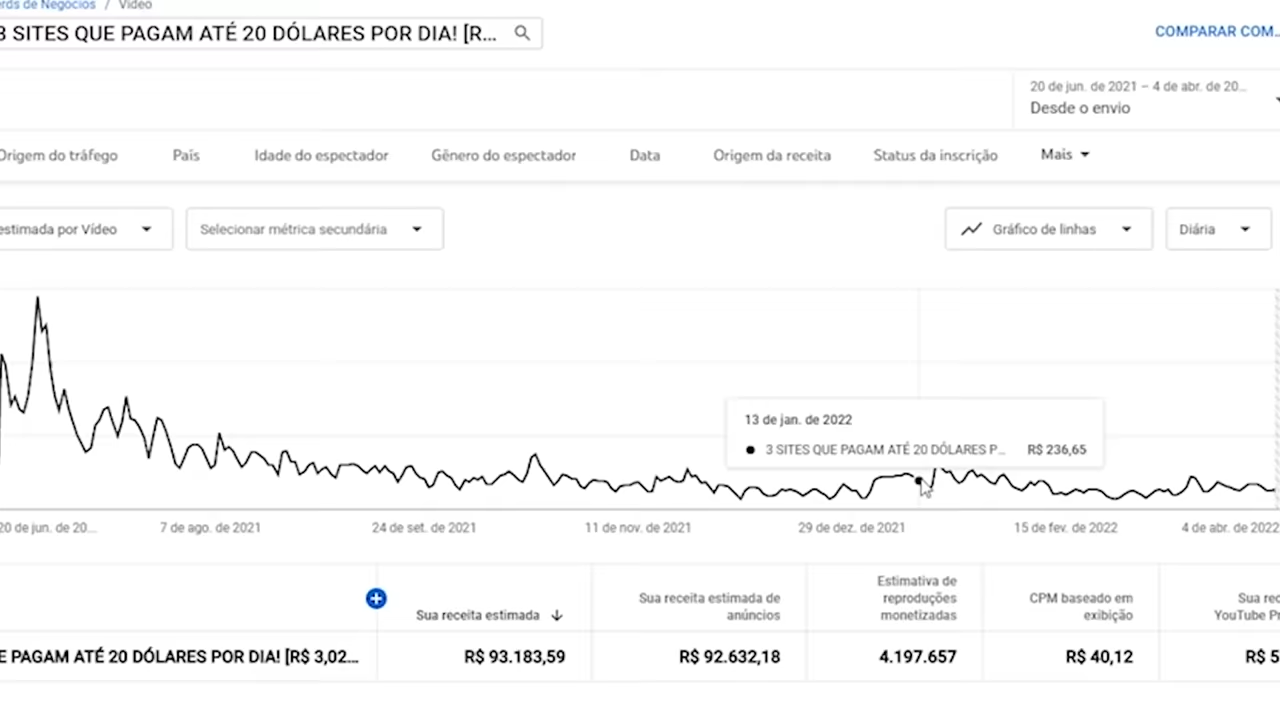 erds de Negócios / Vídeo
3 SITES QUE PAGAM ATÉ 20 DÓLARES POR DIA! [R...
COMPARAR COM...
20 de jun. de 2021 – 4 de abr. de 20...
Desde o envio
Origem do tráfego País Idade do espectador Gênero do espectador Data Origem da receita Status da inscrição Mais
estimada por Vídeo Selecionar métrica secundária Gráfico de linhas Diária
13 de jan. de 2022
3 SITES QUE PAGAM ATÉ 20 DÓLARES P... R$ 236,65
20 de jun. de 20... 7 de ago. de 2021 24 de set. de 2021 11 de nov. de 2021 29 de dez. de 2021 15 de fev. de 2022 4 de abr. de 2022
Sua receita estimada
Sua receita estimada de
anúncios
Estimativa de
reproduções
monetizadas
CPM baseado em
exibição
Sua rec
YouTube Pr
E PAGAM ATÉ 20 DÓLARES POR DIA! [R$ 3,02... R$ 93.183,59 R$ 92.632,18 4.197.657 R$ 40,12 R$ 5